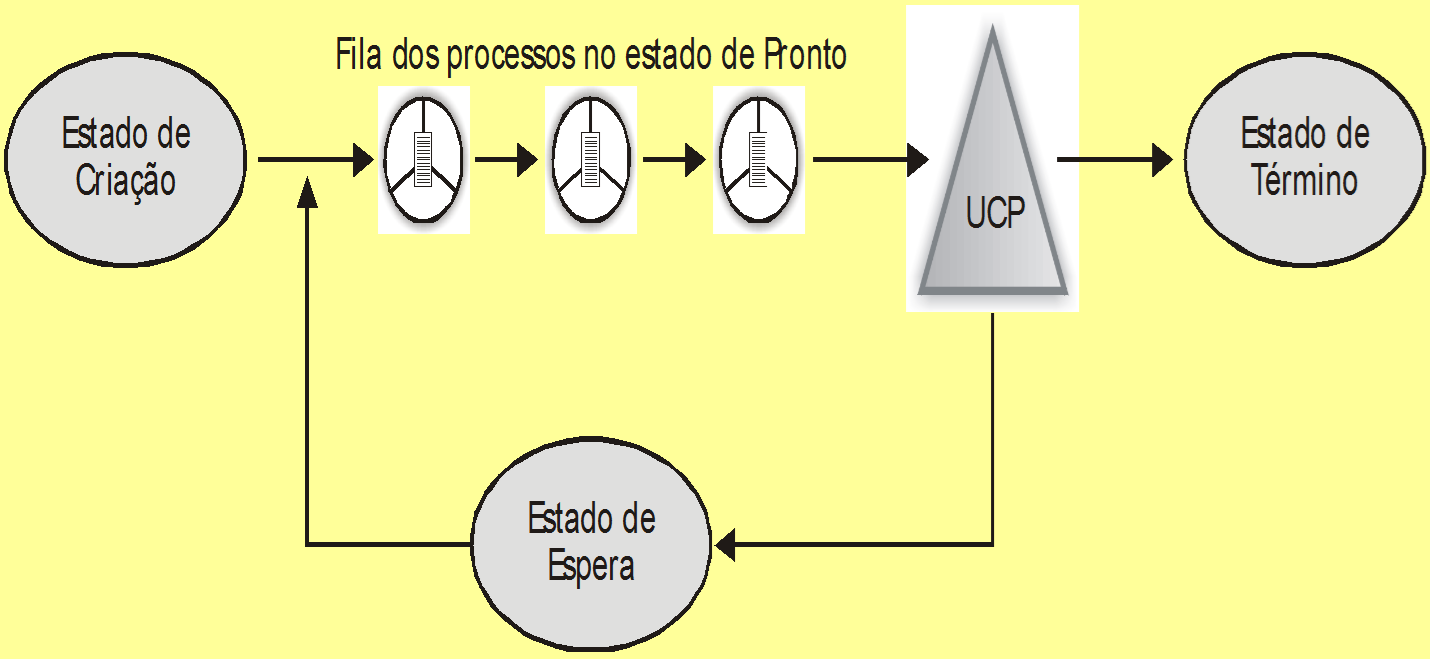 Fila dos processos no estado de Pronto
Estado de
Criação
UCP
Estado de
Término
Estado de
Espera